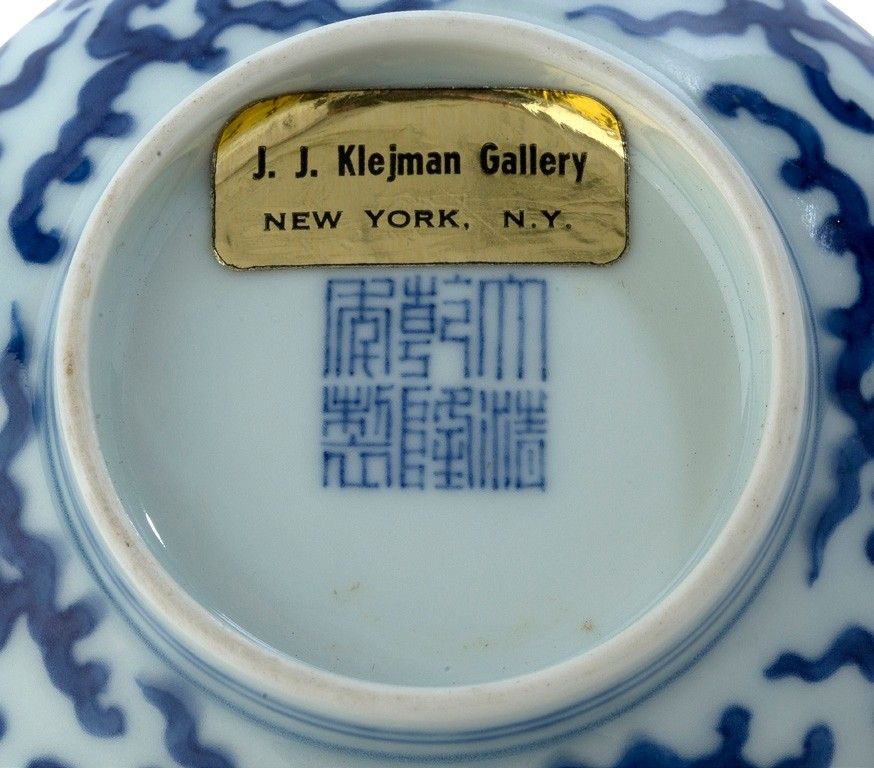 J. J. Klejman Gallery
NEW YORK, N.Y.
大清
乾隆
年製